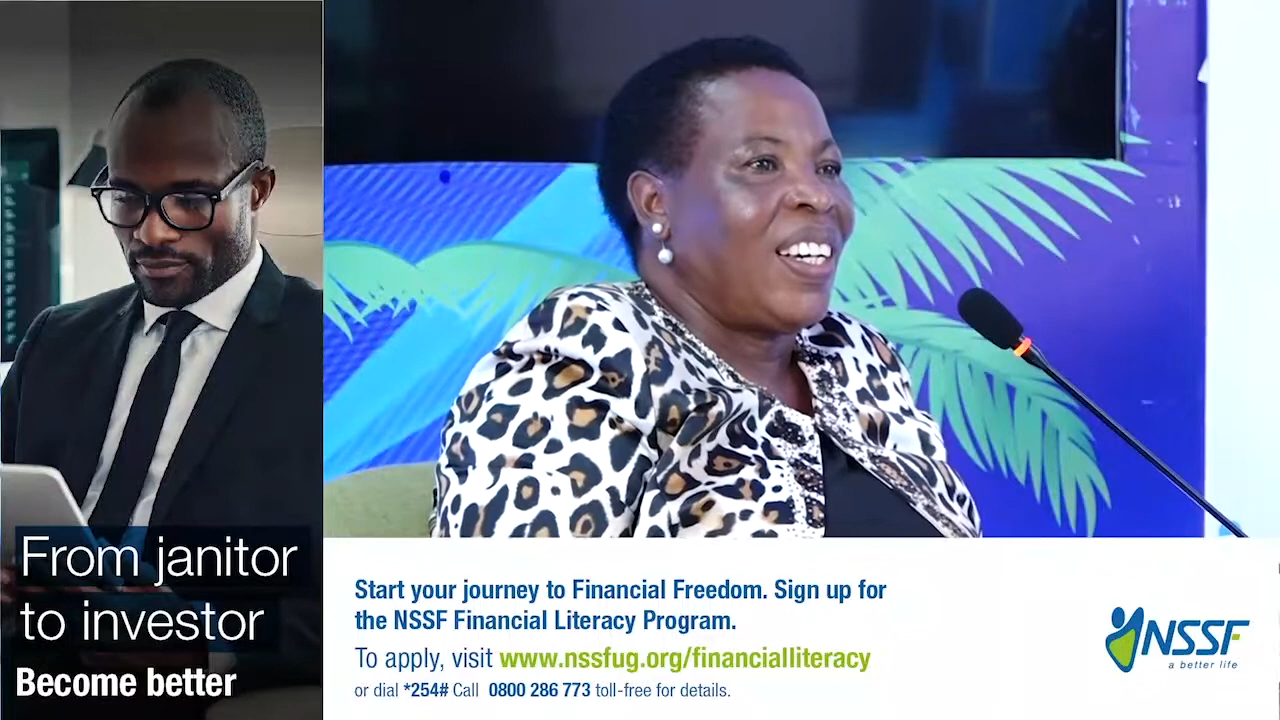 From janitor
to investor
Become better
Start your journey to Financial Freedom. Sign up for
the NSSF Financial Literacy Program.
To apply, visit www.nssfug.org/financialliteracy
or dial *254# Call 0800 286 773 toll-free for details.
NSSF
a better life